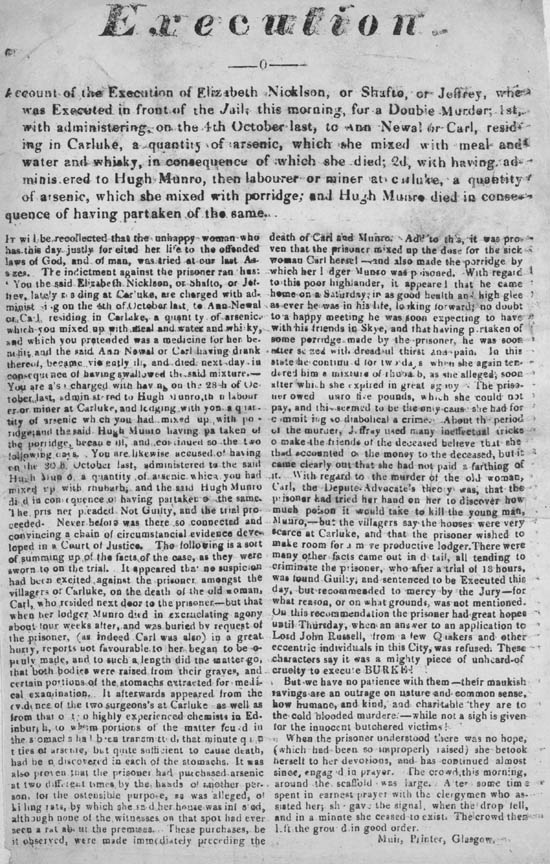 Execution.
—0—
Account of the Execution of Elizabeth Nicklson, or Shafto, or Jeffrey, who
was Executed in front of the Jail, this morning, for a Double Murder; 1st,
with administering, on the 4th October last, to Ann Newal or Carl, resid-
ing in Carluke, a quantity of arsenic, which she mixed with meal and
water and whisky, in consequence of which she died; 2d, with having ad-
minis ered to Hugh Munro, then labourer or miner at Carluke, a quantity
of arsenic, which she mixed with porridge; and Hugh Munro died in conse-
quence of having partaken of the same.
It will be recollected that the unhappy woman who
has this day justly for eited her life to the offended
laws of God, and of man, was tried at our last As-
sizes. The indictment against the prisoner ran thus:
' You the said Elizabeth Nicklson, or Shafto, or Jef-
frey, lately residing at Carluke, are charged with ad-
minist ring on the 4th of October last, to Ann Newal
or Carl, residing in Carluke, a quantity of arsenic,
which you mixed up with meal and water and whisky,
and which you pretended was a medicine for her be-
nefit, and the said Ann Newal or Carl having drank
thereof, became violently ill, and died next day in
consequence of having swallowed the said mixture.—
You are also charged with having on the 28th of Oc-
tober last, administered to Hugh Munro, then labour
er or miner at Carluke, and lodging with you a quan-
tity of arsenic which you had mixed up with po
ridge, and the said Hugh Munro having pa taken of
the porridge, became ill, and continued so the two
following days. You are likewise accused of having
on the 30th October last, administered to the said
Hugh Munro, a quantity of arsenic which you had
mixed up with rhubarb, and the said Hugh Munro
died in consequence of having partaken of the same.
The prisoner pleaded Not Guilty, and the trial pro-
ceeded. Never before was there so connected and
convincing a chain of circumstancial evidence deve-
loped in a Court of Justice. The following is a sort
of summing up of the facts of the case, as they were
sworn to on the trial. It appeared that no suspicion
had been excited against the prisoner amongst the
villagers of Carluke, on the death of the old woman,
Carl, who resided next door to the prisoner—but that
when her lodger Munro died in excruciating agony
about four weeks after, and was buried by request of
the prisoner, (as indeed Carl was also) in a great
hurry, reports not favourable to her began to be o-
penly made, and to such a length did the matter go,
that both bodies were raised from their graves, and
certain portions of the stomachs extracted for medi-
cal examination. It afterwards appeared from the
evidence of the two surgeons's at Carluke as well as
from that of two highly experienced chemists in Ed-
inburgh, to whom portions of the matter found in
the stomachs had been transmitted, that minute quan
tities of arsenic, but quite sufficient to cause death,
had been discovered in each of the stomachs. It was
also proven that the prisoner had purchased arsenic
at two different times by the hands of another per-
son, for the ostensible purpose, as was alleged, of
killing rats, by which she said her house was infested,
although none of the witnesses on that spot had ever
seen a rat about the premises. These purchases, be
it observed, were made immediately preceding the
death of Carl and Munro. Add to this, it was pro-
ven that the prisoner mixed up the dose for the sick
woman Carl hersel —and also made the porridge by
which her lodger Munro was poisoned. With regard
to this poor highlander, it appeared that he came
home on a Saturday, in as good health and high glee
as ever he was in his life, looking forward, no doubt
to a happy meeting he was soon expecting to have
with his friends in Skye, and that having partaken of
some porridge made by the prisoner, he was soon
after seized with dreadful thirst and pain. In this
state he continued for two days when she again ten-
dered him a mixture of rhubarb, as she alleged, soon
after which she expired in great agony. The priso-
ner owed Munro five pounds, which she could not
pay, and this seemed to be the only cause she had for
committing so diabolical a crime. About the period
of the murder, Jeffrey used many ineffectual tricks
to make the friends of the deceased believe that she
had accounted for the money to the deceased, but it
came clearly out that she had not paid a farthing of
it. With regard to the murder of the old woman,
Carl, the Depute Advocate's theory was, that the
prisoner had tried her hand on her to discover how
much poison it would take to kill the young man,
Munro,—but the villagers say the houses were very
scarce at Carluke, and that the prisoner wished to
make room for a more productive lodger. There were
many other facts came out in detail, all tending to
criminate the prisoner, who after a trial of 18 hours,
was found Guilty, and sentenced to be Executed this
day, but recommended to mercy by the Jury—for
what reason, or on what grounds, was not mentioned.
On this recommendation the prisoner had great hopes
until Thursday, when an answer to an application to
Lord John Russell, from a few Quakers and other
eccentric individuals in this City, was refused. These
characters say it was a mighty piece of unheard-of
cruelty to execute BURKE!
But we have no patience with them—their maukish
ravings are an outrage on nature and common sense,
how humane, and kind, and charitable they are to
the cold blooded murderer—while not a sigh is given
for the innocent butchered victims!
When the prisoner understood there was no hope,
(which had been so improperly raised) she betook
herself to her devotions, and has continued almost
since, engaged in prayer. The crowd this morning,
around the scaffold was large. After some time
spent in earnest prayer with the clergymen who as-
sisted her, she gave the signal, when the drop fell,
and in a minute she ceased to exist. The crowd then
left the ground in good order.
Muir, Printer, Glasgow.